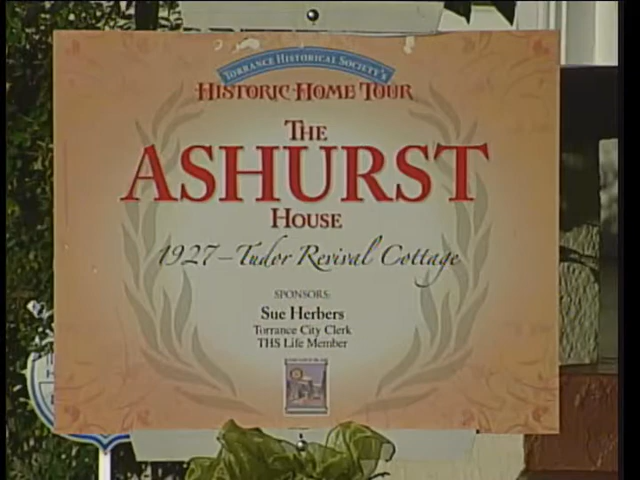 TORRANCE HISTORICAL SOCIETY'S
HISTORIC HOME TOUR
THE
ASHURST
HOUSE
1927–Tudor Revival Cottage
SPONSORS:
Sue Herbers
Torrance City Clerk
THS Life Member